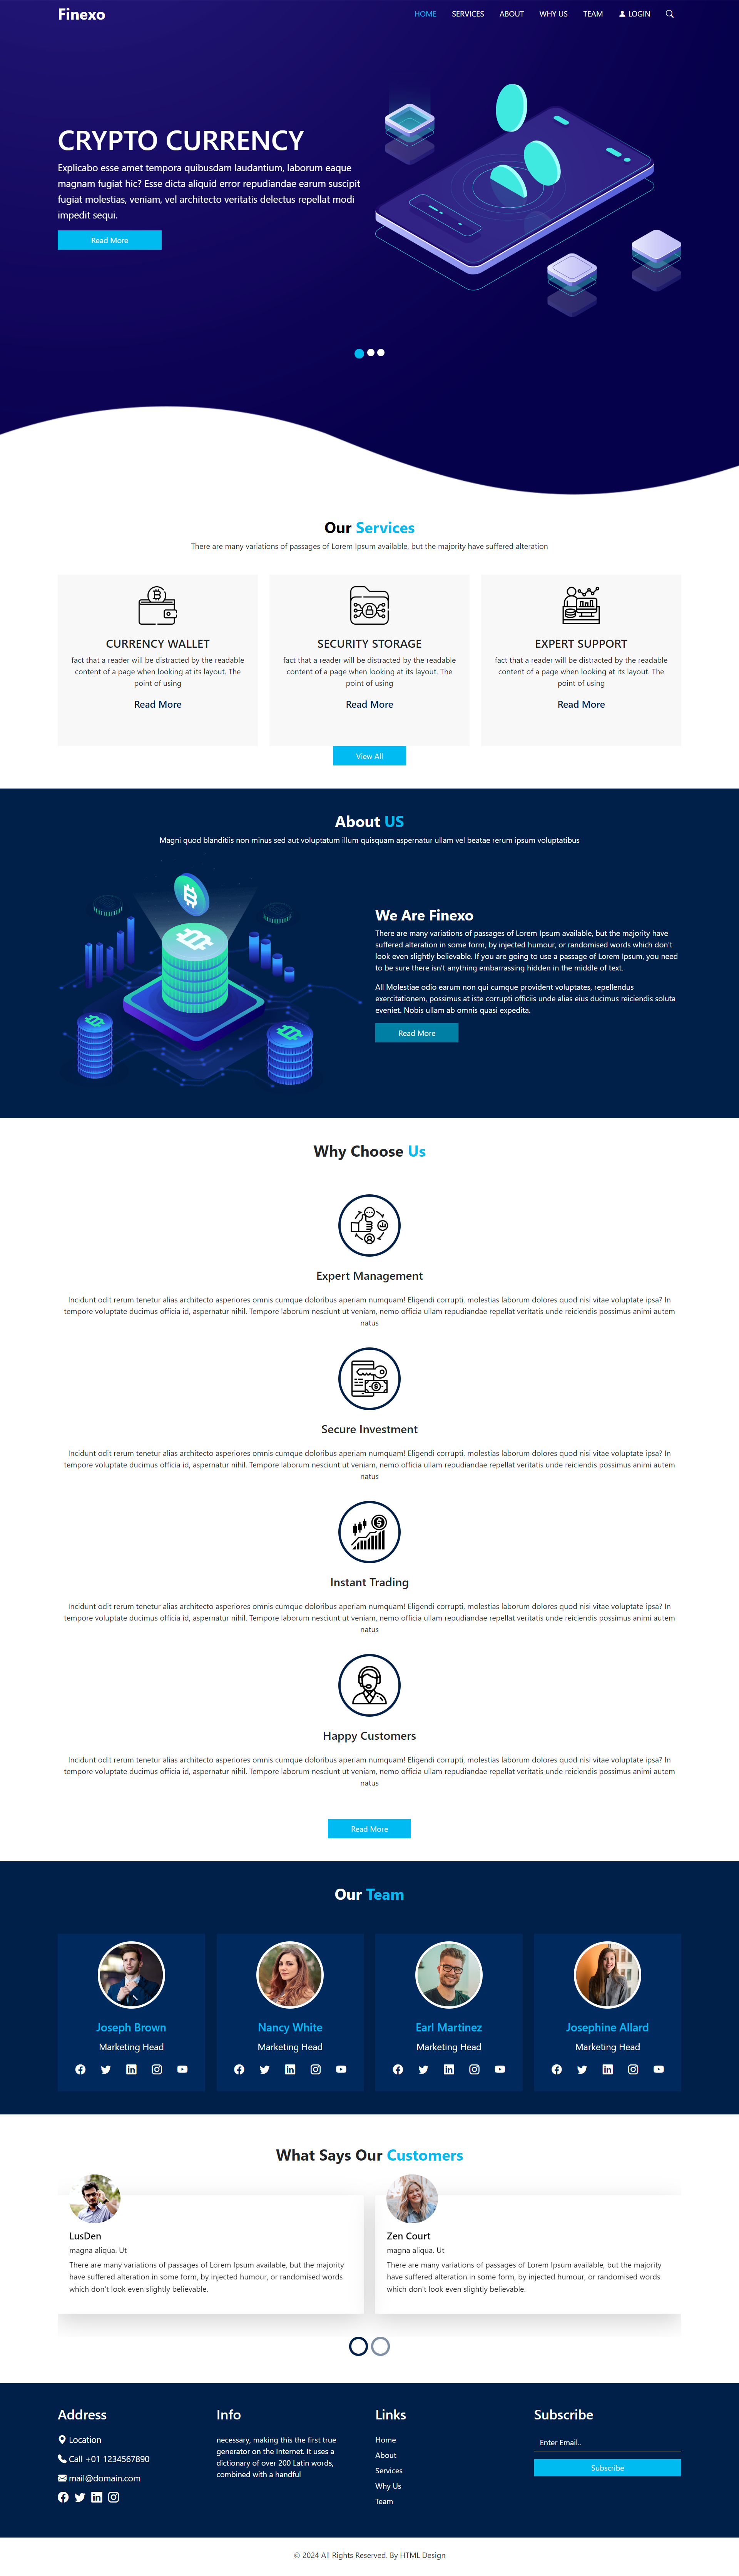 Finexo
HOME SERVICES ABOUT WHY US TEAM LOGIN
CRYPTO CURRENCY
Explicabo esse amet tempora quibusdam laudantium, laborum eaque
magnam fugiat hic? Esse dicta aliquid error repudiandae earum suscipit
fugiat molestias, veniam, vel architecto veritatis delectus repellat modi
impedit sequi.
Read More
Our Services
There are many variations of passages of Lorem Ipsum available, but the majority have suffered alteration
CURRENCY WALLET
fact that a reader will be distracted by the readable
content of a page when looking at its layout. The
point of using
Read More
SECURITY STORAGE
fact that a reader will be distracted by the readable
content of a page when looking at its layout. The
point of using
Read More
EXPERT SUPPORT
fact that a reader will be distracted by the readable
content of a page when looking at its layout. The
point of using
Read More
View All
About US
Magni quod blanditiis non minus sed aut voluptatum illum quisquam aspernatur ullam vel beatae rerum ipsum voluptatibus
We Are Finexo
There are many variations of passages of Lorem Ipsum available, but the majority have
suffered alteration in some form, by injected humour, or randomised words which don't
look even slightly believable. If you are going to use a passage of Lorem Ipsum, you need
to be sure there isn't anything embarrassing hidden in the middle of text.
All Molestiae odio earum non qui cumque provident voluptates, repellendus
exercitationem, possimus at iste corrupti officiis unde alias eius ducimus reiciendis soluta
eveniet. Nobis ullam ab omnis quasi expedita.
Read More
Why Choose Us
Expert Management
Incidunt odit rerum tenetur alias architecto asperiores omnis cumque doloribus aperiam numquam! Eligendi corrupti, molestias laborum dolores quod nisi vitae voluptate ipsa? In
tempore voluptate ducimus officia id, aspernatur nihil. Tempore laborum nesciunt ut veniam, nemo officia ullam repudiandae repellat veritatis unde reiciendis possimus animi autem
natus
Secure Investment
Incidunt odit rerum tenetur alias architecto asperiores omnis cumque doloribus aperiam numquam! Eligendi corrupti, molestias laborum dolores quod nisi vitae voluptate ipsa? In
tempore voluptate ducimus officia id, aspernatur nihil. Tempore laborum nesciunt ut veniam, nemo officia ullam repudiandae repellat veritatis unde reiciendis possimus animi autem
natus
Instant Trading
Incidunt odit rerum tenetur alias architecto asperiores omnis cumque doloribus aperiam numquam! Eligendi corrupti, molestias laborum dolores quod nisi vitae voluptate ipsa? In
tempore voluptate ducimus officia id, aspernatur nihil. Tempore laborum nesciunt ut veniam, nemo officia ullam repudiandae repellat veritatis unde reiciendis possimus animi autem
natus
Happy Customers
Incidunt odit rerum tenetur alias architecto asperiores omnis cumque doloribus aperiam numquam! Eligendi corrupti, molestias laborum dolores quod nisi vitae voluptate ipsa? In
tempore voluptate ducimus officia id, aspernatur nihil. Tempore laborum nesciunt ut veniam, nemo officia ullam repudiandae repellat veritatis unde reiciendis possimus animi autem
natus
Read More
Our Team
Joseph Brown
Marketing Head
Nancy White
Marketing Head
Earl Martinez
Marketing Head
Josephine Allard
Marketing Head
What Says Our Customers
LusDen
magna aliqua. Ut
There are many variations of passages of Lorem Ipsum available, but the majority
have suffered alteration in some form, by injected humour, or randomised words
which don't look even slightly believable.
Zen Court
magna aliqua. Ut
There are many variations of passages of Lorem Ipsum available, but the majority
have suffered alteration in some form, by injected humour, or randomised words
which don't look even slightly believable.
Address
Location
Call +01 1234567890
mail@domain.com
Info
necessary, making this the first true
generator on the Internet. It uses a
dictionary of over 200 Latin words,
combined with a handful
Links
Home
About
Services
Why Us
Team
Subscribe
Enter Email..
Subscribe
© 2024 All Rights Reserved. By HTML Design